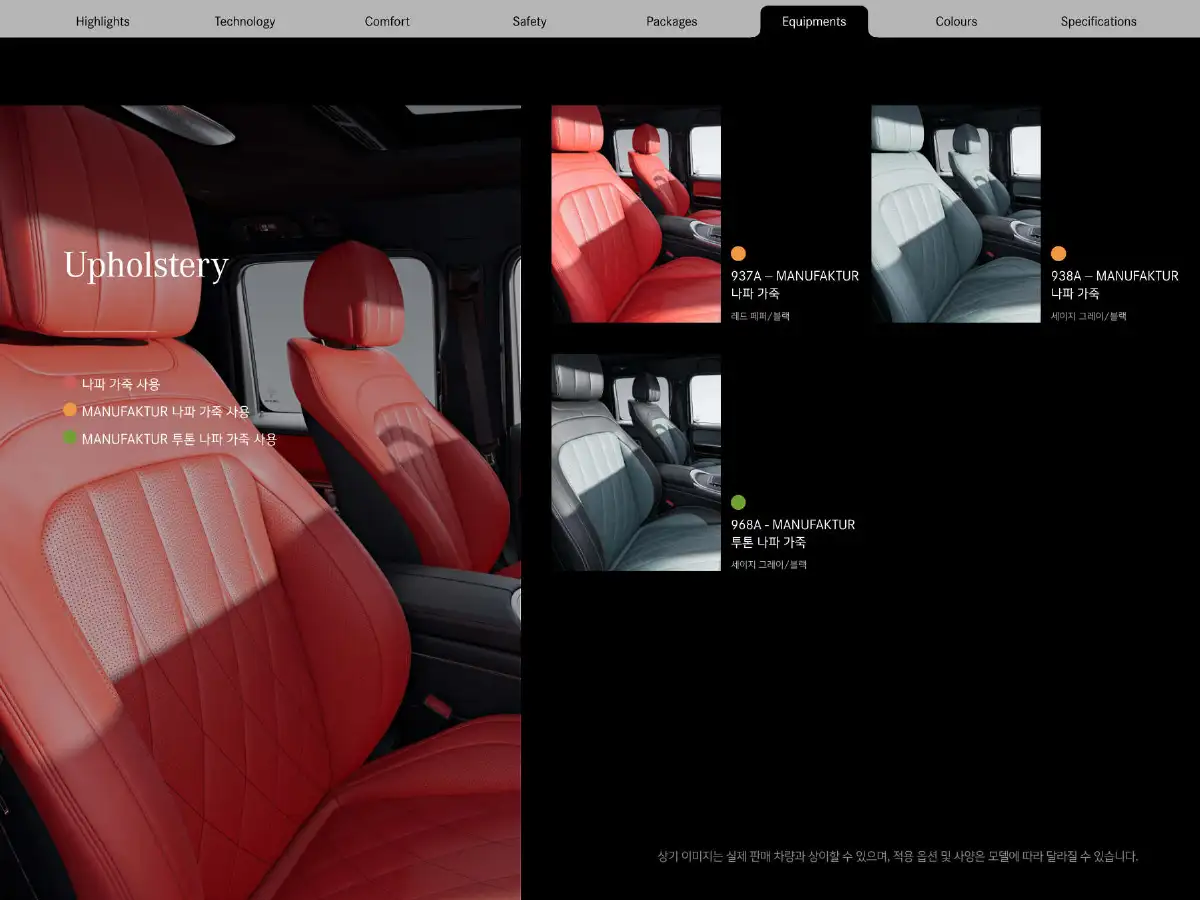 Highlights
Technology
Comfort
Safety
Packages
Equipments
Colours
Specifications
Upholstery
나파 가죽 사용
MANUFAKTUR 나파 가죽 사용
MANUFAKTUR 투톤 나파 가죽 사용
937A – MANUFAKTUR
나파 가죽
레드 페퍼/블랙
938A – MANUFAKTUR
나파 가죽
세이지 그레이/블랙
968A - MANUFAKTUR
투톤 나파 가죽
세이지 그레이/블랙
상기 이미지는 실제 판매 차량과 상이할 수 있으며, 적용 옵션 및 사양은 모델에 따라 달라질 수 있습니다.